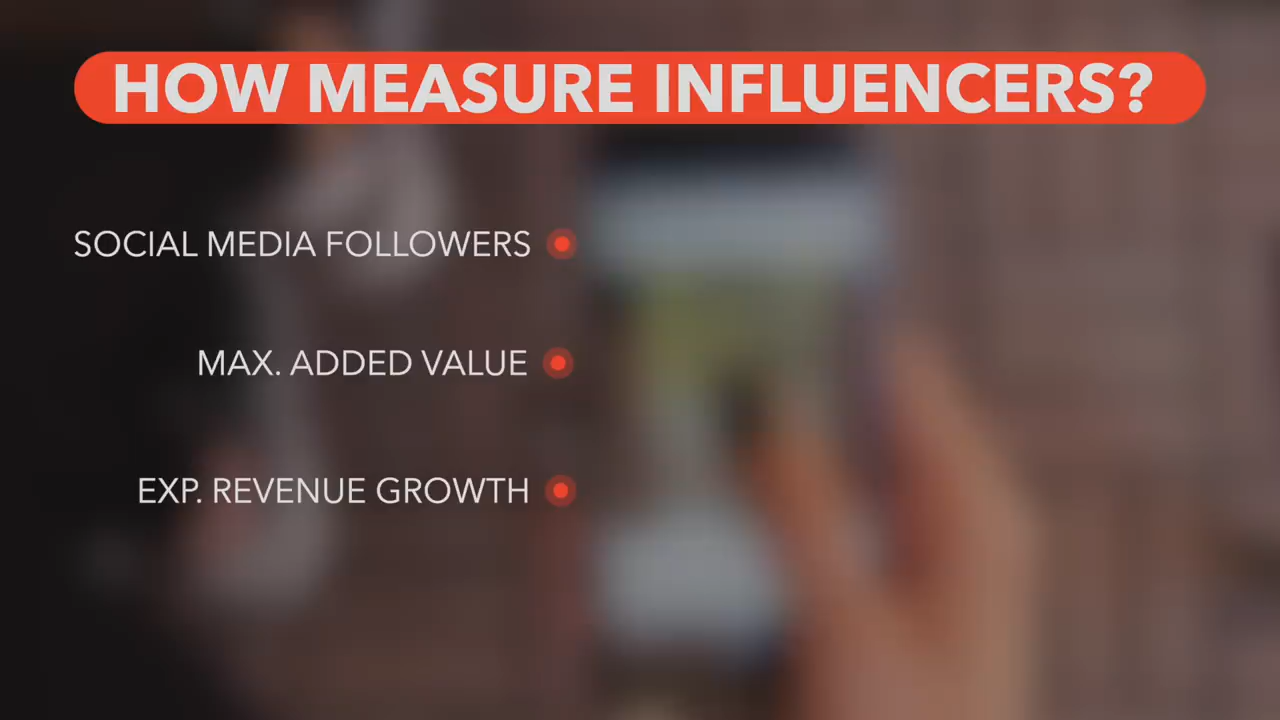 HOW MEASURE INFLUENCERS?
SOCIAL MEDIA FOLLOWERS
MAX. ADDED VALUE
EXP. REVENUE GROWTH